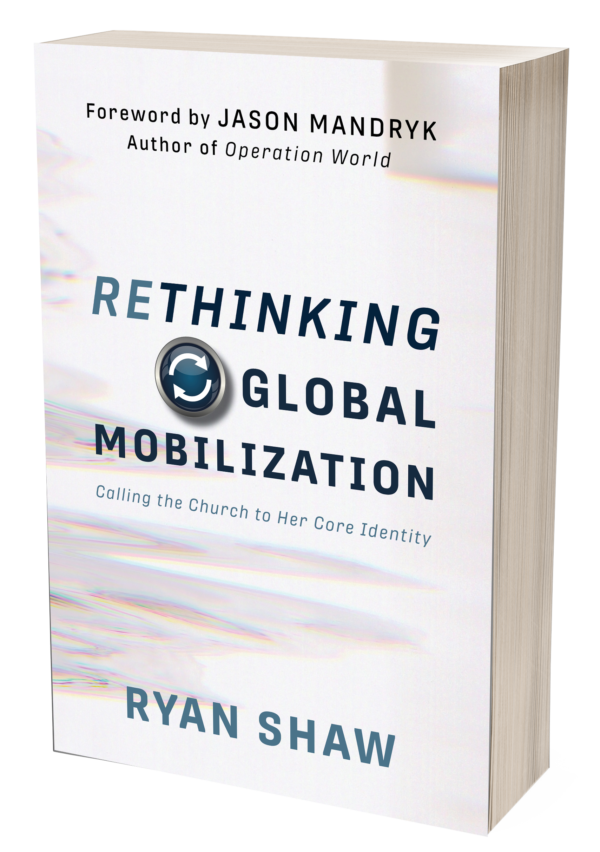 Foreword by JASON MANDRYK
Author of Operation World
RETHINKING
GLOBAL
MOBILIZATION
Calling the Church to Her Core Identity
RYAN SHAW